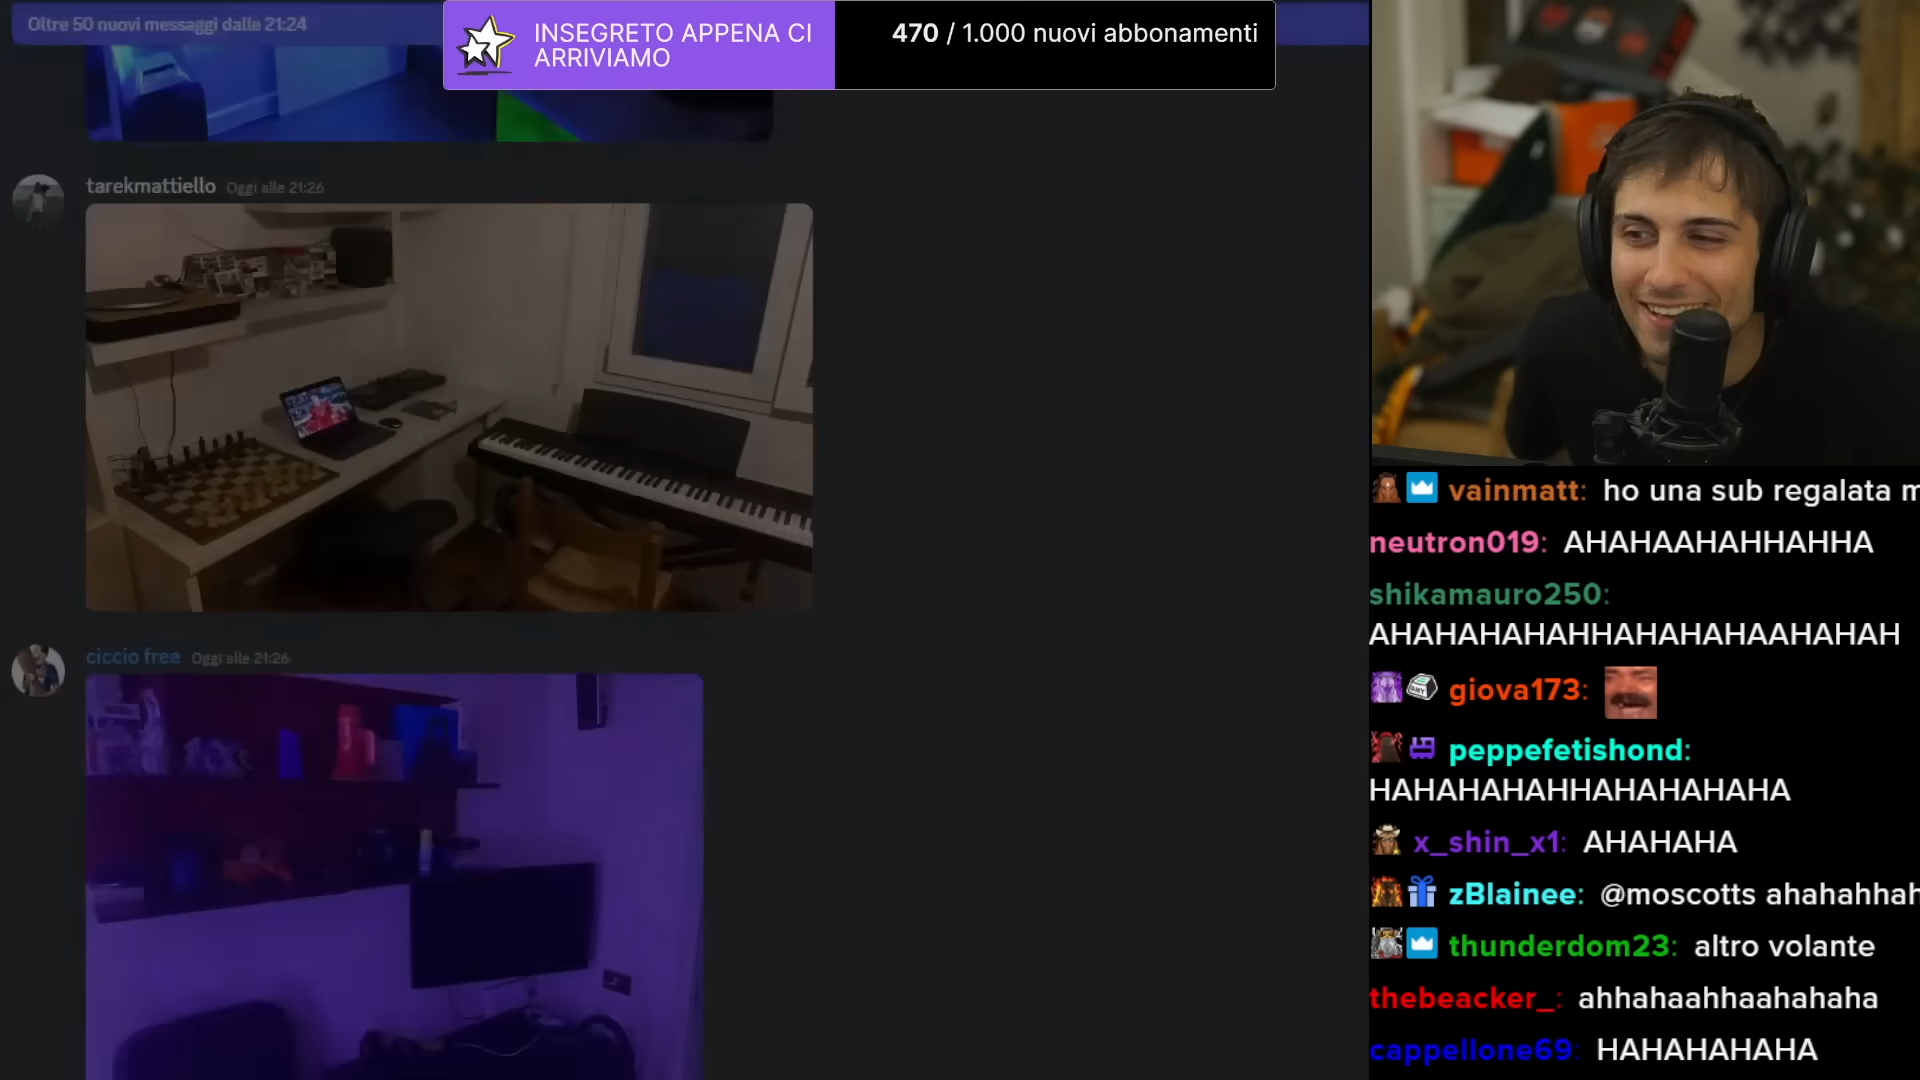 Oltre 50 nuovi messaggi dalle 21:24
INSEGRETO APPENA CI
ARRIVIAMO
470 / 1.000 nuovi abbonamenti
tarekmattiello Oggi alle 21:26
ciccio free Oggi alle 21:26
vainmatt: ho una sub regalata m
neutron019: AHAHAAHAHHAHHA
shikamauro250:
AHAHAHAHAHHAHAHAHAAHAHAH
giova173:
peppefetishond:
HAHAHAHAHHAHAHAHAHA
x_shin_x1: AHAHAHA
zBlainee: @moscotts ahahahhah
thunderdom23: altro volante
thebeacker_: ahhahaahhaahahaha
cappellone69: HAHAHAHAHA